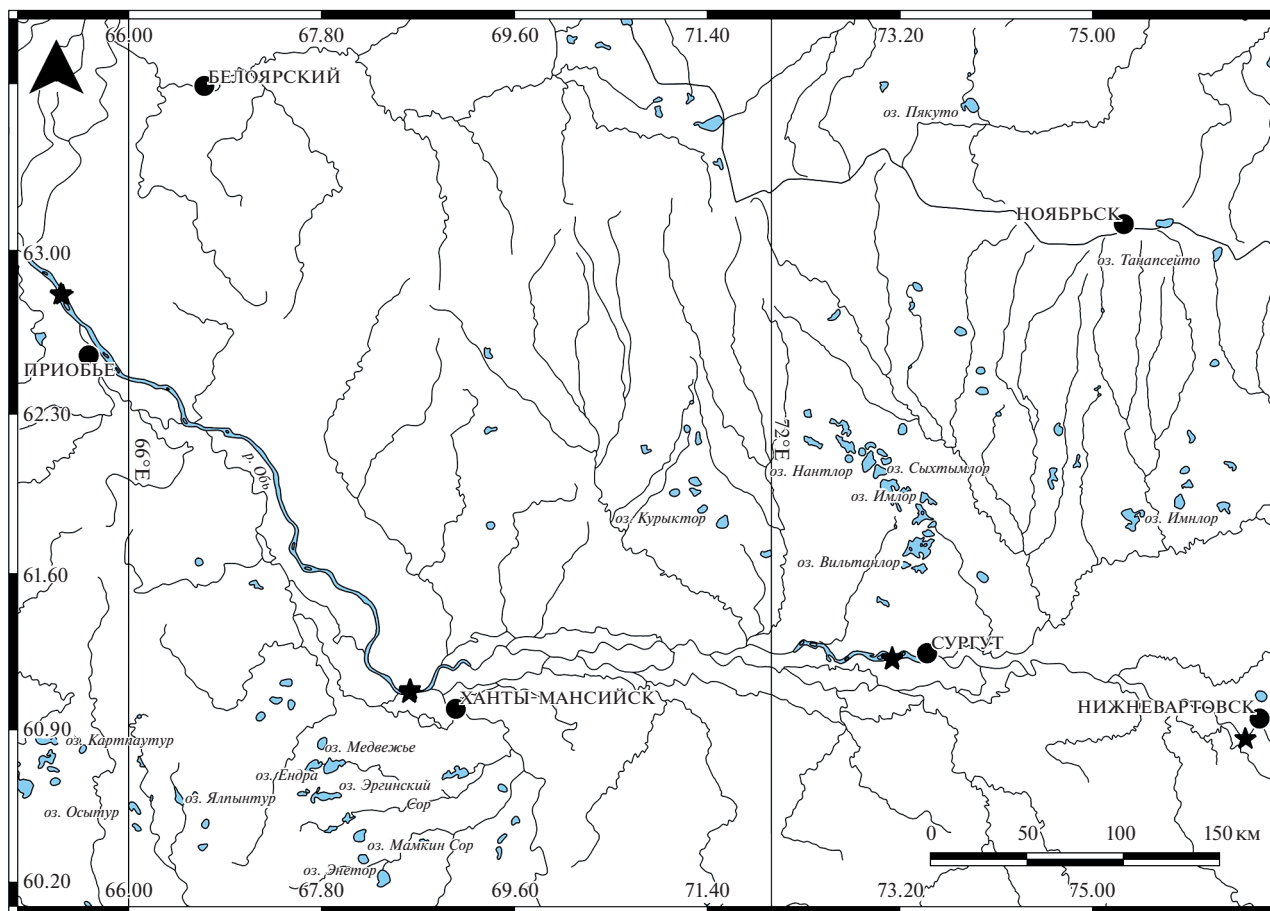 66.00 67.80 69.60 71.40 73.20 75.00
БЕЛОЯРСКИЙ
оз. Пякуто
НОЯБРЬСК
63.00
оз. Танапсейто
ПРИОБЬЕ
62.30
66°E
72°E
р. Обь
оз. Нантлор
оз. Сыхтымлор
оз. Имлор
оз. Курыктор
оз. Имнлор
оз. Вильтанлор
61.60
СУРГУТ
ХАНТЫ-МАНСИЙСК
НИЖНЕВАРТОВСК
60.90
оз. Картпаутур
оз. Медвежье
оз. Ендра
оз. Эргинский
Сор
оз. Ялпынтур
оз. Осытур
0 50 100 150 км
оз. Мамкин Сор
оз. Энетор
60.20
66.00 67.80 69.60 71.40 73.20 75.00